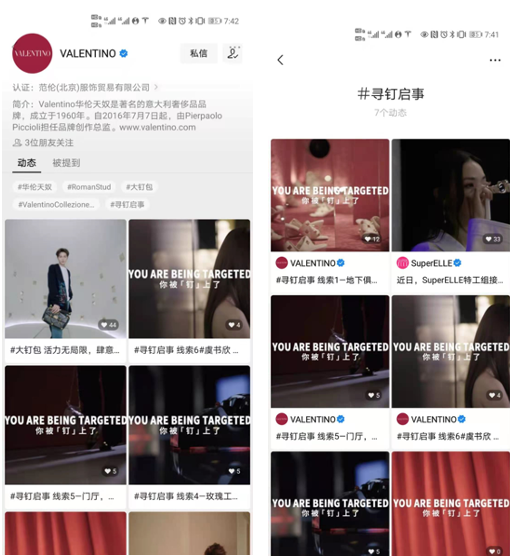 7:42
VALENTINO
VALENTINO
私信
认证：范伦(北京)服饰贸易有限公司
简介：Valentino华伦天奴是著名的意大利奢侈品品
牌，成立于1960年。自2016年7月7日起，由Pierpaolo
Piccioli担任品牌创作总监。www.valentino.com
3位朋友关注
动态 被提到
#华伦天奴 #RomanStud #大钉包
#ValentinoCollezione... #寻钉启事
44
YOU ARE BEING TARGETED
你被「钉」上了
4
#大钉包 活力无局限，肆意...
#寻钉启事 线索6#虞书欣 ...
YOU ARE BEING TARGETED
你被「钉」上了
5
YOU ARE BEING TARGETED
你被「钉」上了
5
#寻钉启事 线索5—门厅，...
#寻钉启事 线索4—玫瑰工...
7:41
#寻钉启事
7个动态
YOU ARE BEING TARGETED
你被「钉」上了
12
33
VALENTINO
SuperELLE
#寻钉启事 线索1—地下俱...
近日，SuperELLE特工组接...
YOU ARE BEING TARGETED
你被「钉」上了
5
YOU ARE BEING TARGETED
你被「钉」上了
4
VALENTINO
VALENTINO
#寻钉启事 线索5—门厅，...
#寻钉启事 线索6#虞书欣 ...
YOU ARE BEING TARGETED
你被「钉」上了
5
YOU ARE BEING TARGETED
你被「钉」上了
0